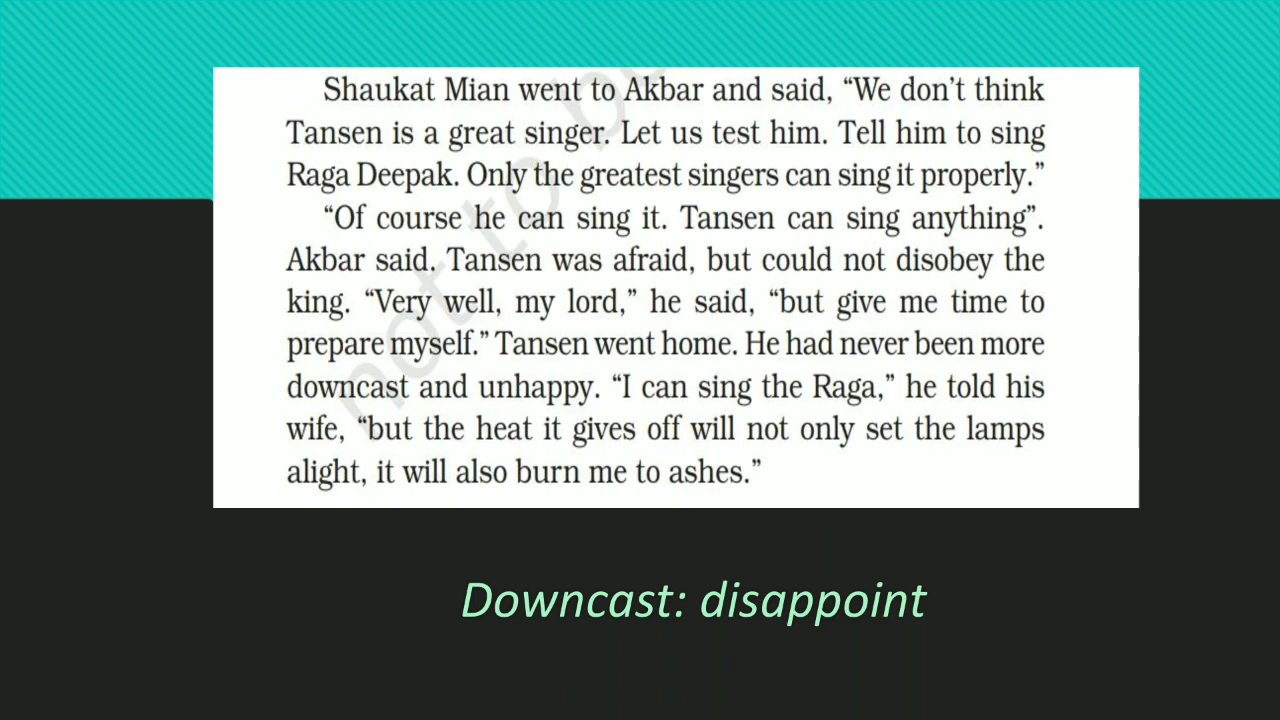 Shaukat Mian went to Akbar and said, “We don’t think
Tansen is a great singer. Let us test him. Tell him to sing
Raga Deepak. Only the greatest singers can sing it properly.”
“Of course he can sing it. Tansen can sing anything”.
Akbar said. Tansen was afraid, but could not disobey the
king. “Very well, my lord,” he said, “but give me time to
prepare myself.” Tansen went home. He had never been more
downcast and unhappy. “I can sing the Raga,” he told his
wife, “but the heat it gives off will not only set the lamps
alight, it will also burn me to ashes.”
not to be
Downcast: disappoint